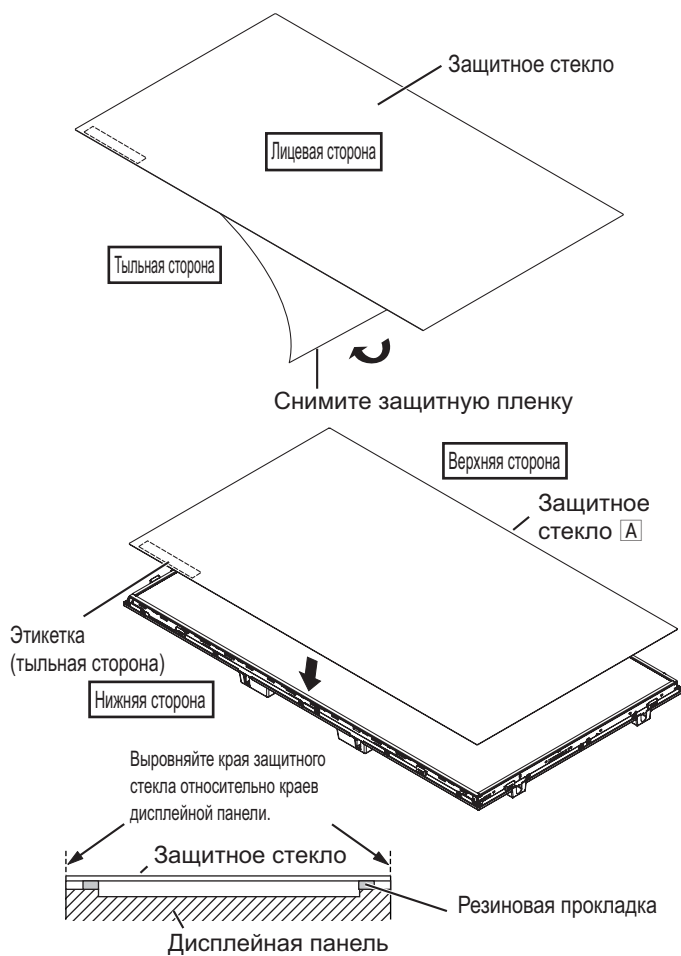 Защитное стекло
Лицевая сторона
Тыльная сторона
Снимите защитную пленку
Верхняя сторона
Защитное
стекло A
Этикетка
(тыльная сторона)
Нижняя сторона
Выровняйте края защитного
стекла относительно краев
дисплейной панели.
Защитное стекло
Резиновая прокладка
Дисплейная панель